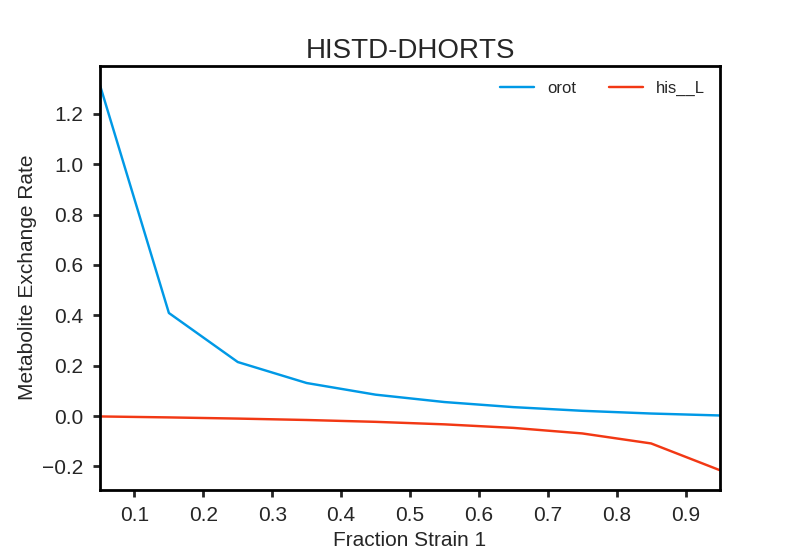 HISTD-DHORTS
orot
his__L
Metabolite Exchange Rate
1.2
1.0
0.8
0.6
0.4
0.2
0.0
−0.2
0.1 0.2 0.3 0.4 0.5 0.6 0.7 0.8 0.9
Fraction Strain 1